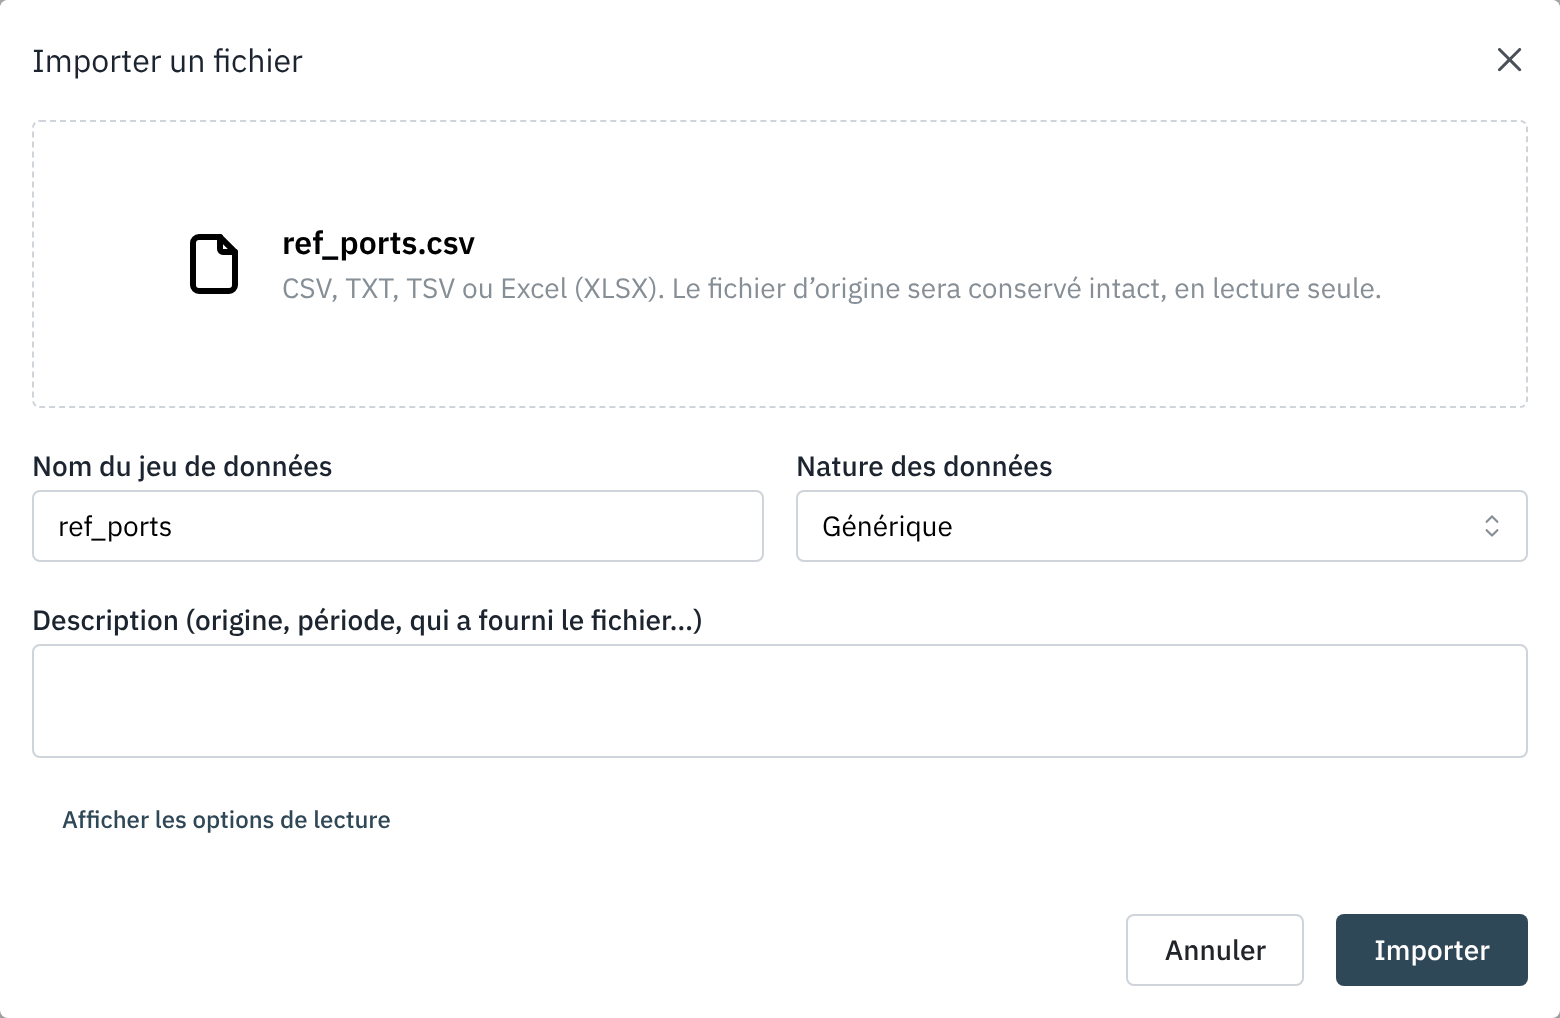 Importer un fichier
ref_ports.csv
CSV, TXT, TSV ou Excel (XLSX). Le fichier d’origine sera conservé intact, en lecture seule.
Nom du jeu de données
ref_ports
Nature des données
Générique
Description (origine, période, qui a fourni le fichier...)
Afficher les options de lecture
Annuler
Importer